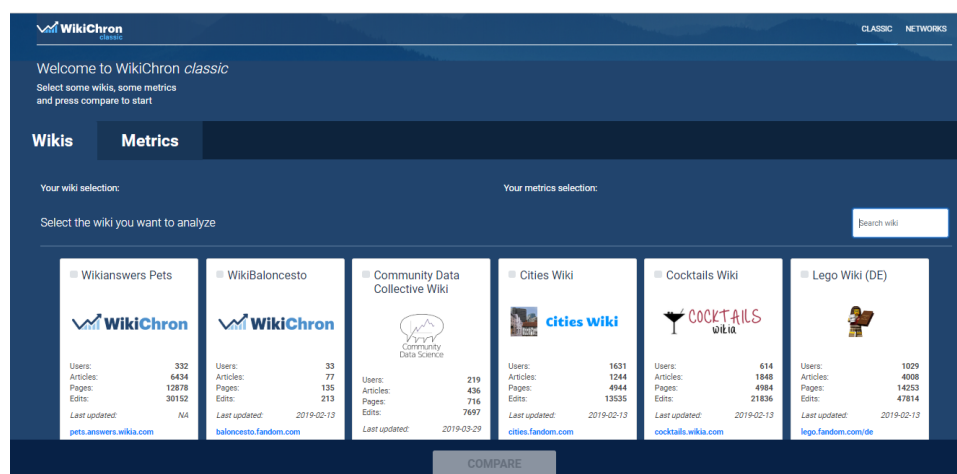 WikiChron
classic
CLASSIC NETWORKS
Welcome to WikiChron classic
Select some wikis, some metrics
and press compare to start
Wikis Metrics
Your wiki selection: Your metrics selection:
Select the wiki you want to analyze
Search wiki
Wikianswers Pets
WikiChron
Users: 332
Articles: 6434
Pages: 12878
Edits: 30152
Last updated: NA
pets.answers.wikia.com
WikiBaloncesto
WikiChron
Users: 33
Articles: 77
Pages: 135
Edits: 213
Last updated: 2019-02-13
baloncesto.fandom.com
Community Data
Collective Wiki
Community
Data Science
Users: 219
Articles: 436
Pages: 716
Edits: 7697
Last updated: 2019-03-29
Cities Wiki
Cities Wiki
Users: 1631
Articles: 1244
Pages: 4944
Edits: 13535
Last updated: 2019-02-13
cities.fandom.com
Cocktails Wiki
COCKTAILS
wikia
Users: 614
Articles: 1848
Pages: 4984
Edits: 21836
Last updated: 2019-02-13
cocktails.wikia.com
Lego Wiki (DE)
Users: 1029
Articles: 4008
Pages: 14253
Edits: 47814
Last updated: 2019-02-13
lego.fandom.com/de
COMPARE